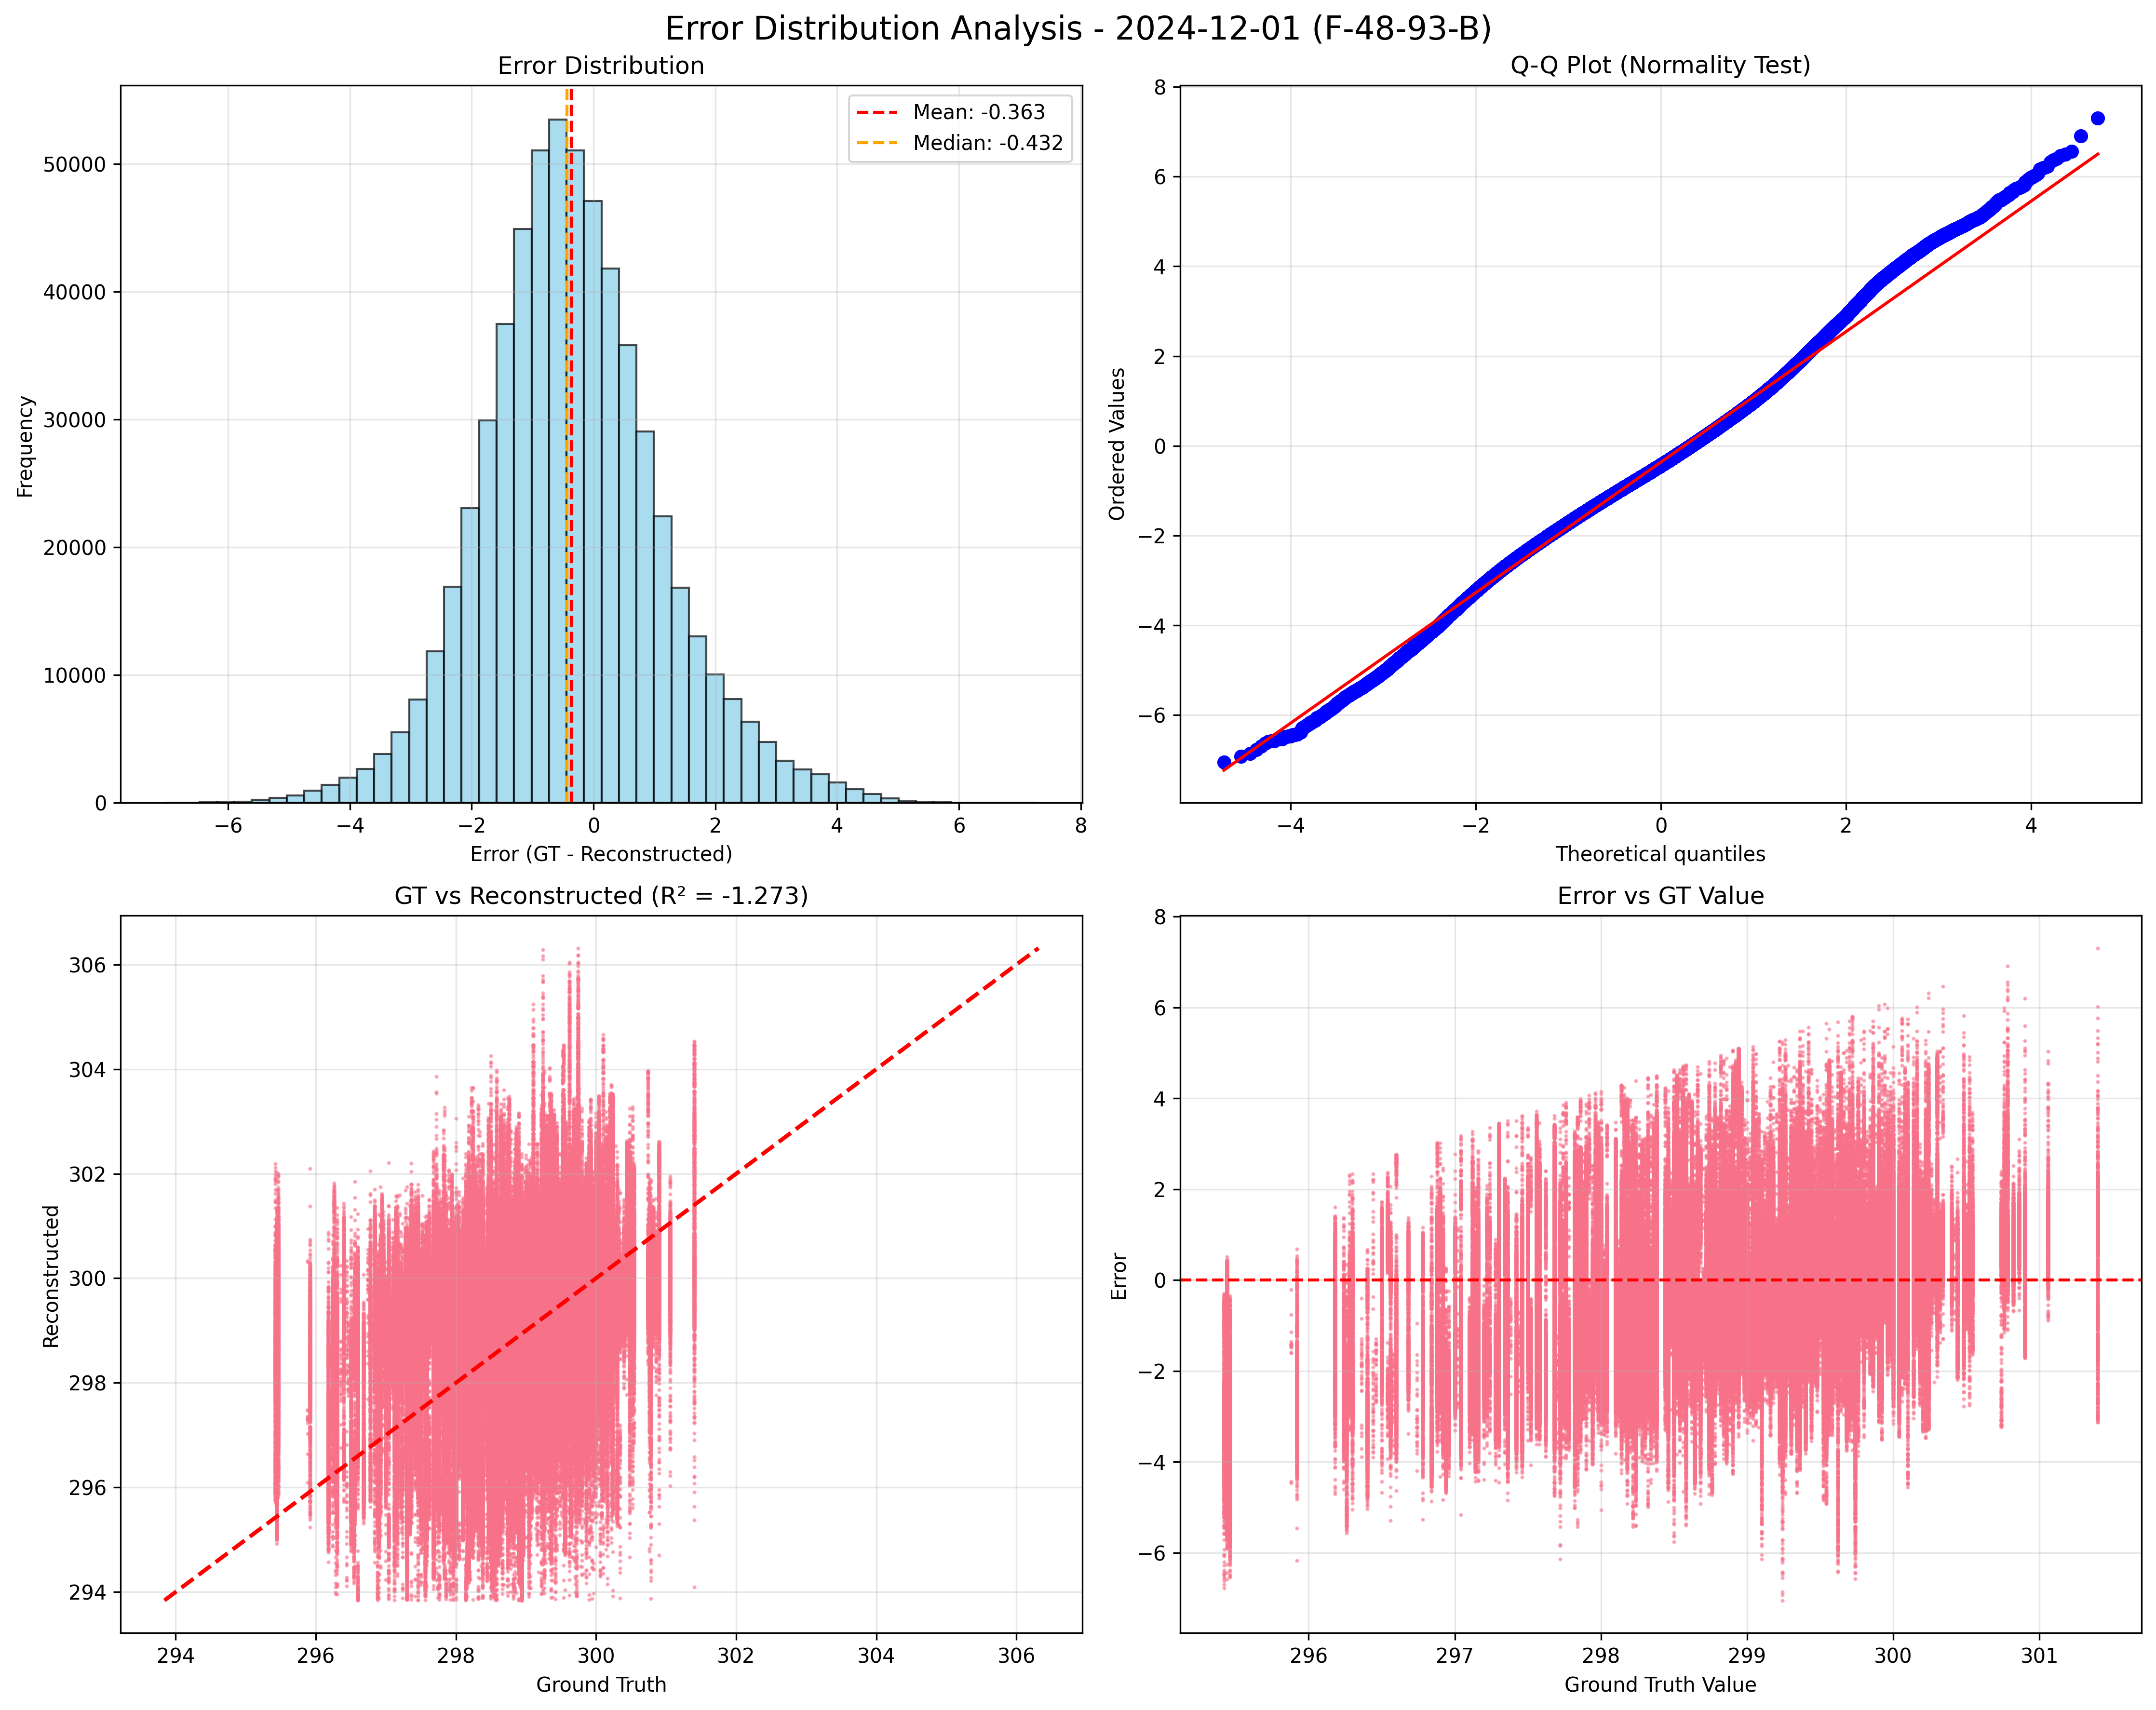 Error Distribution Analysis - 2024-12-01 (F-48-93-B)
Error Distribution
Mean: -0.363
Median: -0.432
Frequency
50000
40000
30000
20000
10000
0
−6 −4 −2 0 2 4 6 8
Error (GT - Reconstructed)
Q-Q Plot (Normality Test)
Ordered Values
8
6
4
2
0
−2
−4
−6
−4 −2 0 2 4
Theoretical quantiles
GT vs Reconstructed (R² = -1.273)
Reconstructed
306
304
302
300
298
296
294
294 296 298 300 302 304 306
Ground Truth
Error vs GT Value
Error
8
6
4
2
0
−2
−4
−6
296 297 298 299 300 301
Ground Truth Value